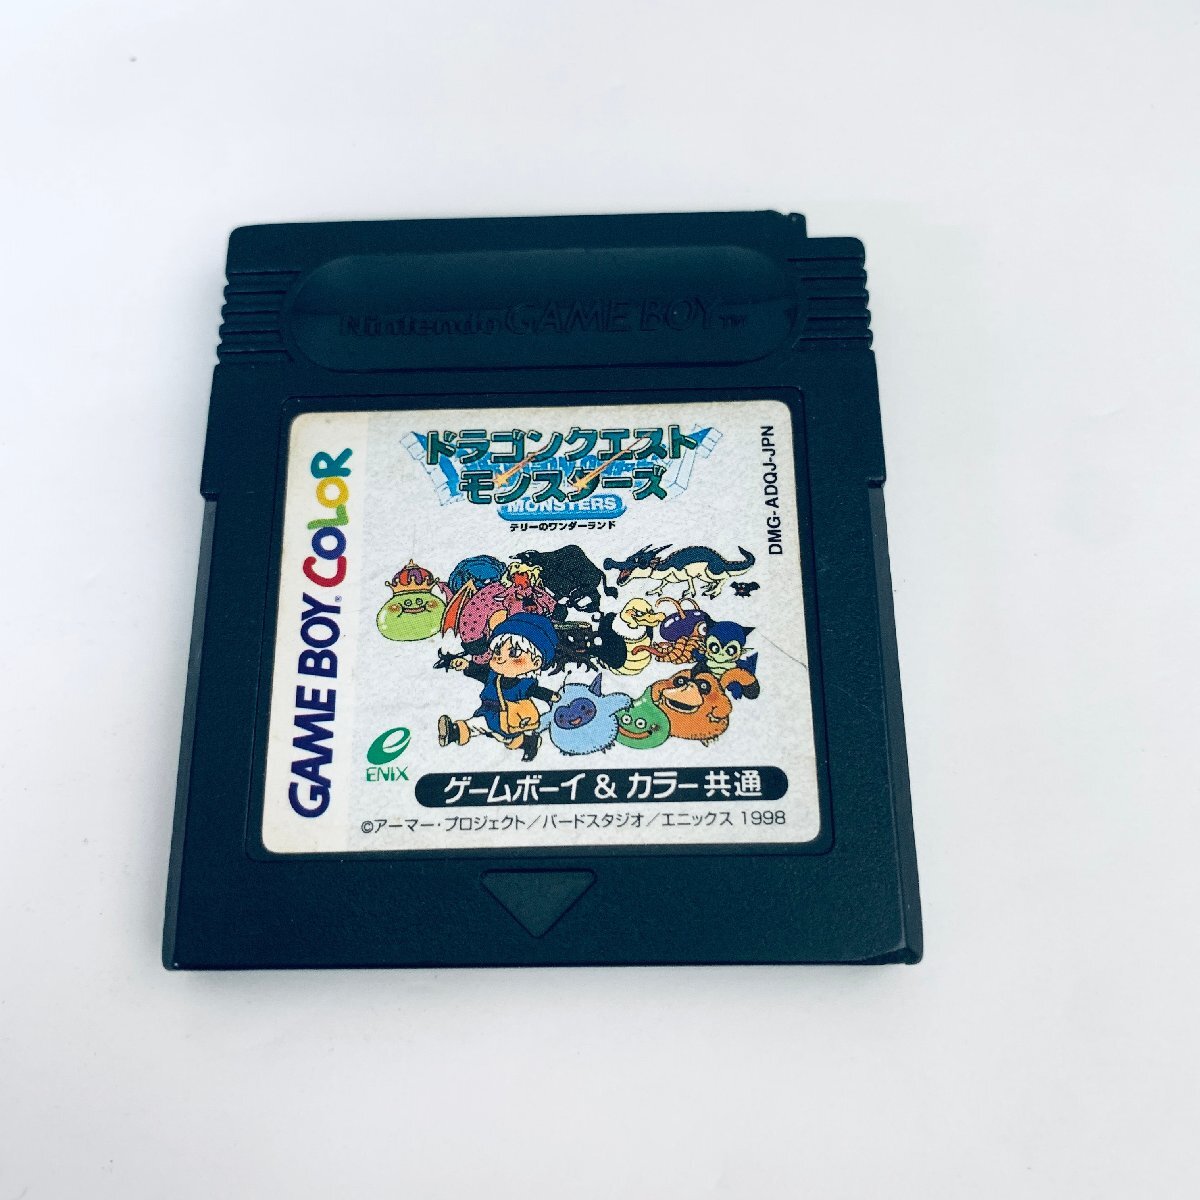 Nintendo GAME BOY TM
GAME BOY COLOR
ドラゴンクエスト
モンスターズ
MONSTERS
テリーのワンダーランド
DMG-ADQJ-JPN
ENIX
ゲームボーイ & カラー共通
©アーマー・プロジェクト/バードスタジオ/エニックス 1998